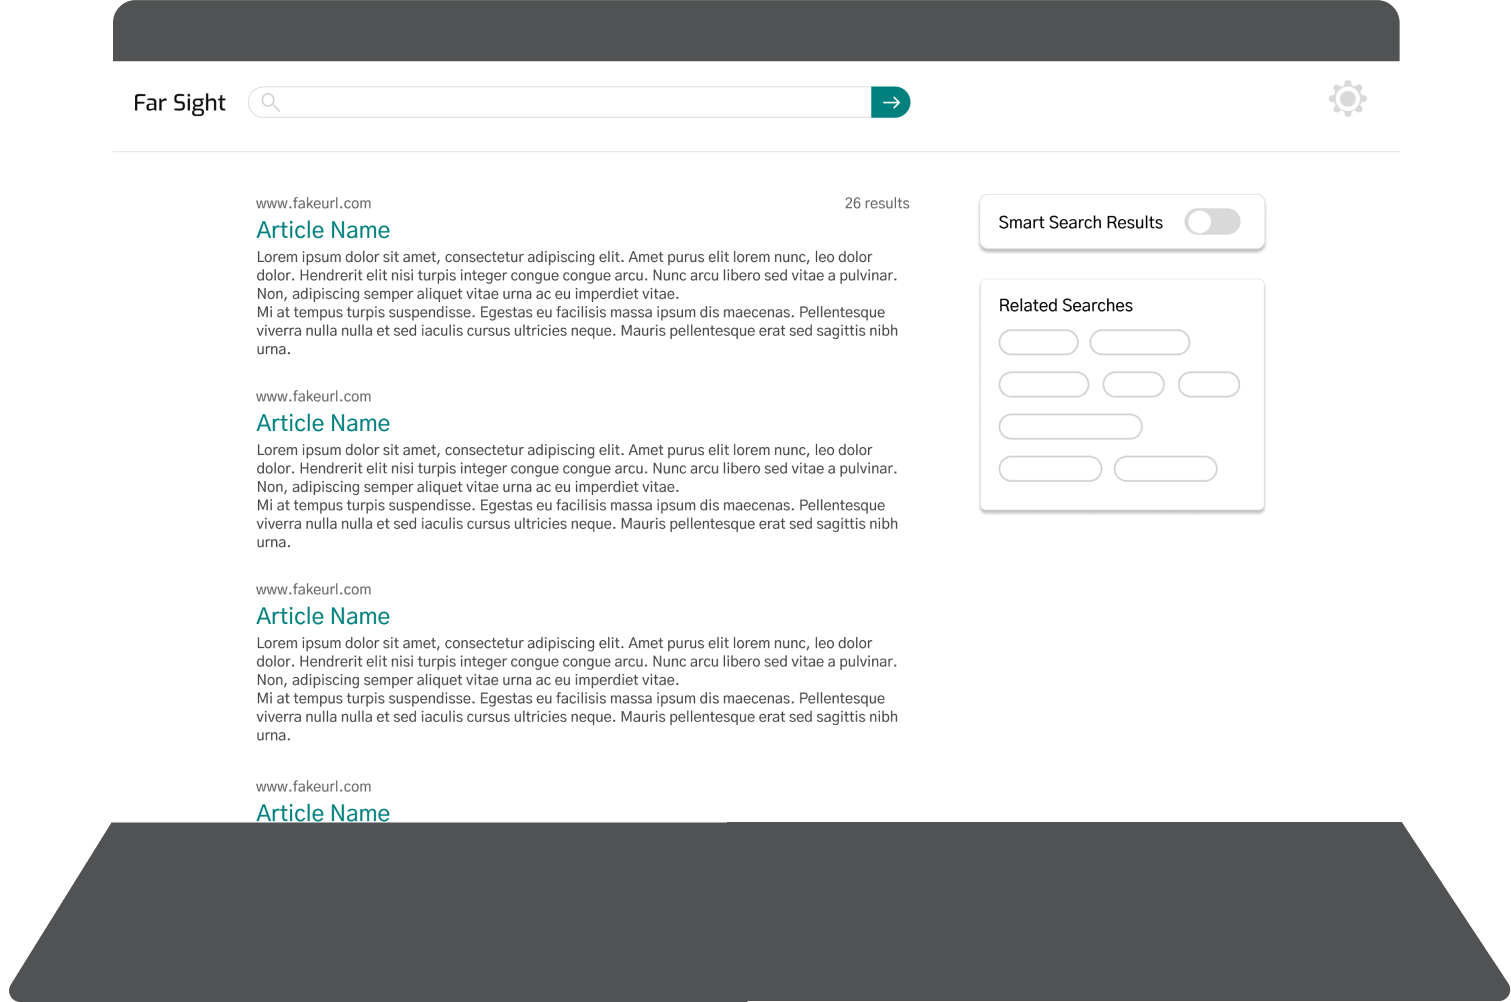 Far Sight
www.fakeurl.com
26 results
Article Name
Lorem ipsum dolor sit amet, consectetur adipiscing elit. Amet purus elit lorem nunc, leo dolor
dolor. Hendrerit elit nisi turpis integer congue congue arcu. Nunc arcu libero sed vitae a pulvinar.
Non, adipiscing semper aliquet vitae urna ac eu imperdiet vitae.
Mi at tempus turpis suspendisse. Egestas eu facilisis massa ipsum dis maecenas. Pellentesque
viverra nulla nulla et sed iaculis cursus ultricies neque. Mauris pellentesque erat sed sagittis nibh
urna.
www.fakeurl.com
Article Name
Lorem ipsum dolor sit amet, consectetur adipiscing elit. Amet purus elit lorem nunc, leo dolor
dolor. Hendrerit elit nisi turpis integer congue congue arcu. Nunc arcu libero sed vitae a pulvinar.
Non, adipiscing semper aliquet vitae urna ac eu imperdiet vitae.
Mi at tempus turpis suspendisse. Egestas eu facilisis massa ipsum dis maecenas. Pellentesque
viverra nulla nulla et sed iaculis cursus ultricies neque. Mauris pellentesque erat sed sagittis nibh
urna.
www.fakeurl.com
Article Name
Lorem ipsum dolor sit amet, consectetur adipiscing elit. Amet purus elit lorem nunc, leo dolor
dolor. Hendrerit elit nisi turpis integer congue congue arcu. Nunc arcu libero sed vitae a pulvinar.
Non, adipiscing semper aliquet vitae urna ac eu imperdiet vitae.
Mi at tempus turpis suspendisse. Egestas eu facilisis massa ipsum dis maecenas. Pellentesque
viverra nulla nulla et sed iaculis cursus ultricies neque. Mauris pellentesque erat sed sagittis nibh
urna.
www.fakeurl.com
Article Name
Smart Search Results
Related Searches